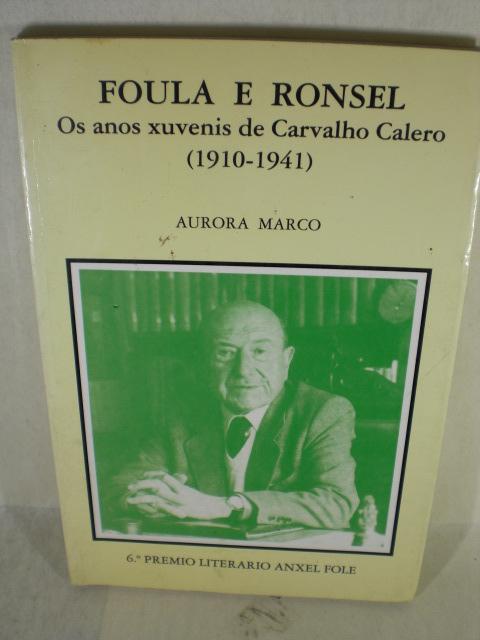 FOULA E RONSEL
Os anos xuvenis de Carvalho Calero
(1910-1941)
AURORA MARCO
6.º PREMIO LITERARIO ANXEL FOLE